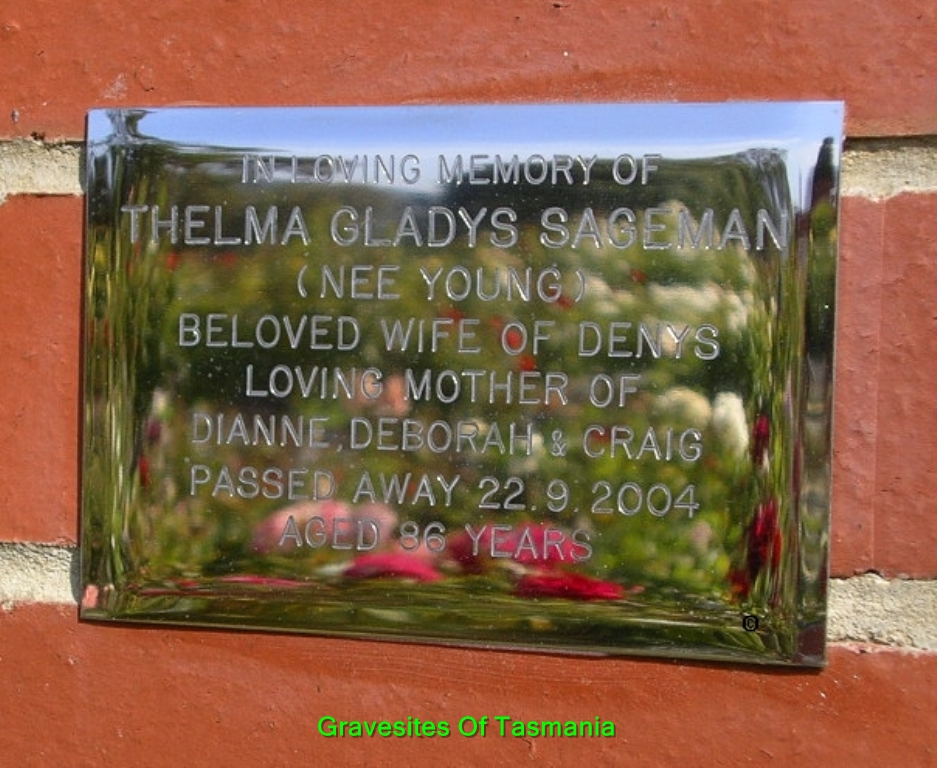 IN LOVING MEMORY OF
THELMA GLADYS SAGEMAN
(NEE YOUNG)
BELOVED WIFE OF DENYS
LOVING MOTHER OF
DIANNE, DEBORAH & CRAIG
PASSED AWAY 22.9.2004
AGED 86 YEARS
©
Gravesites Of Tasmania